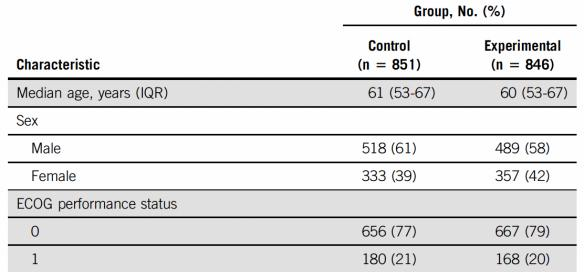 Group, No. (%)
Control Experimental
Characteristic (n = 851) (n = 846)
Median age, years (IQR) 61 (53-67) 60 (53-67)
Sex
Male 518 (61) 489 (58)
Female 333 (39) 357 (42)
ECOG performance status
0 656 (77) 667 (79)
1 180 (21) 168 (20)